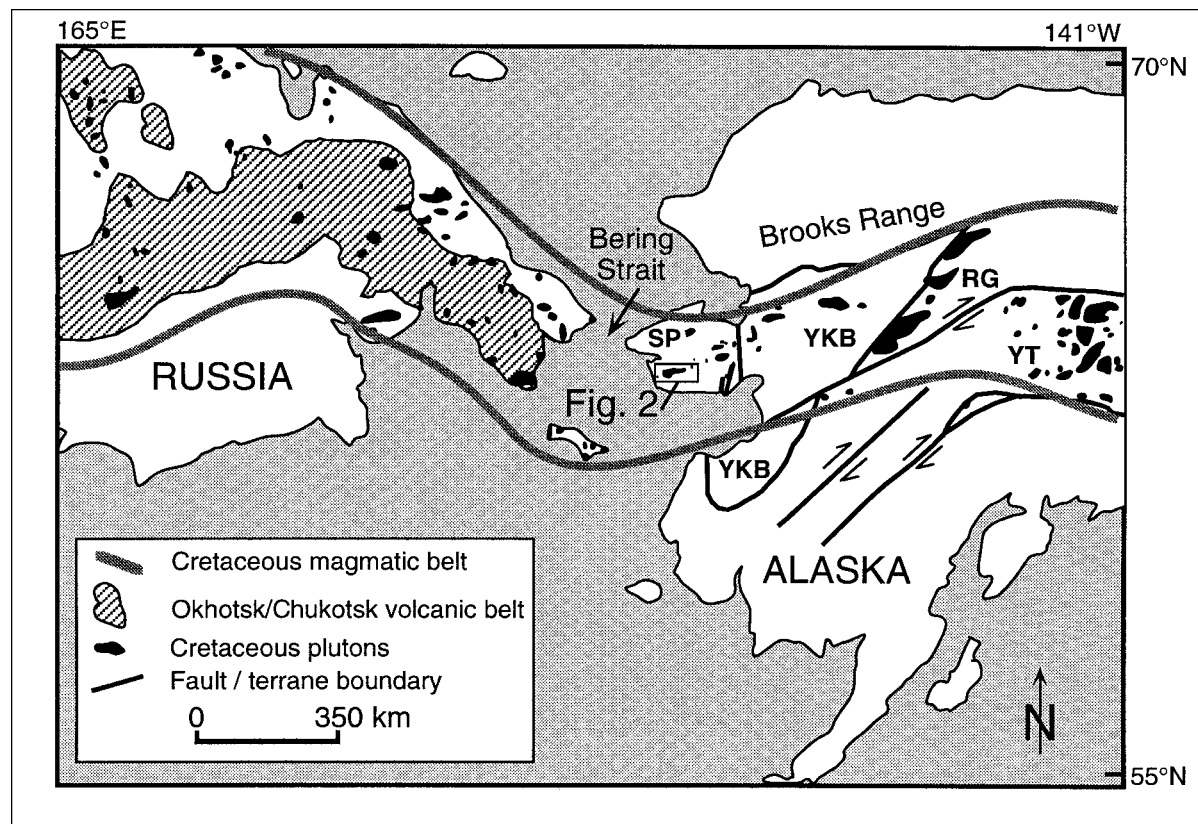 165°E
141°W
70°N
Brooks Range
Bering
Strait
RG
SP
YKB
YT
RUSSIA
Fig. 2
YKB
ALASKA
Cretaceous magmatic belt
Okhotsk/Chukotsk volcanic belt
Cretaceous plutons
Fault / terrane boundary
0 350 km
N
55°N